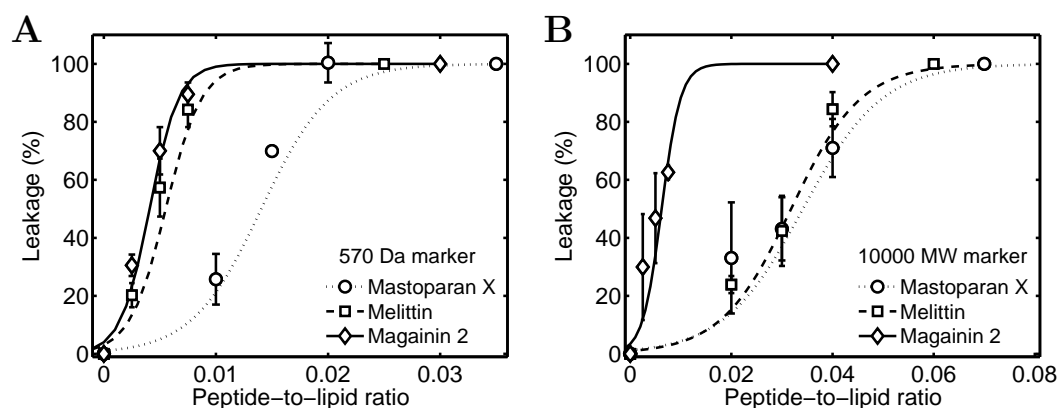 A
B
100
80
60
40
20
0
Leakage (%)
570 Da marker
Mastoparan X
Melittin
Magainin 2
0 0.01 0.02 0.03
Peptide−to−lipid ratio
100
80
60
40
20
0
Leakage (%)
10000 MW marker
Mastoparan X
Melittin
Magainin 2
0 0.02 0.04 0.06 0.08
Peptide−to−lipid ratio